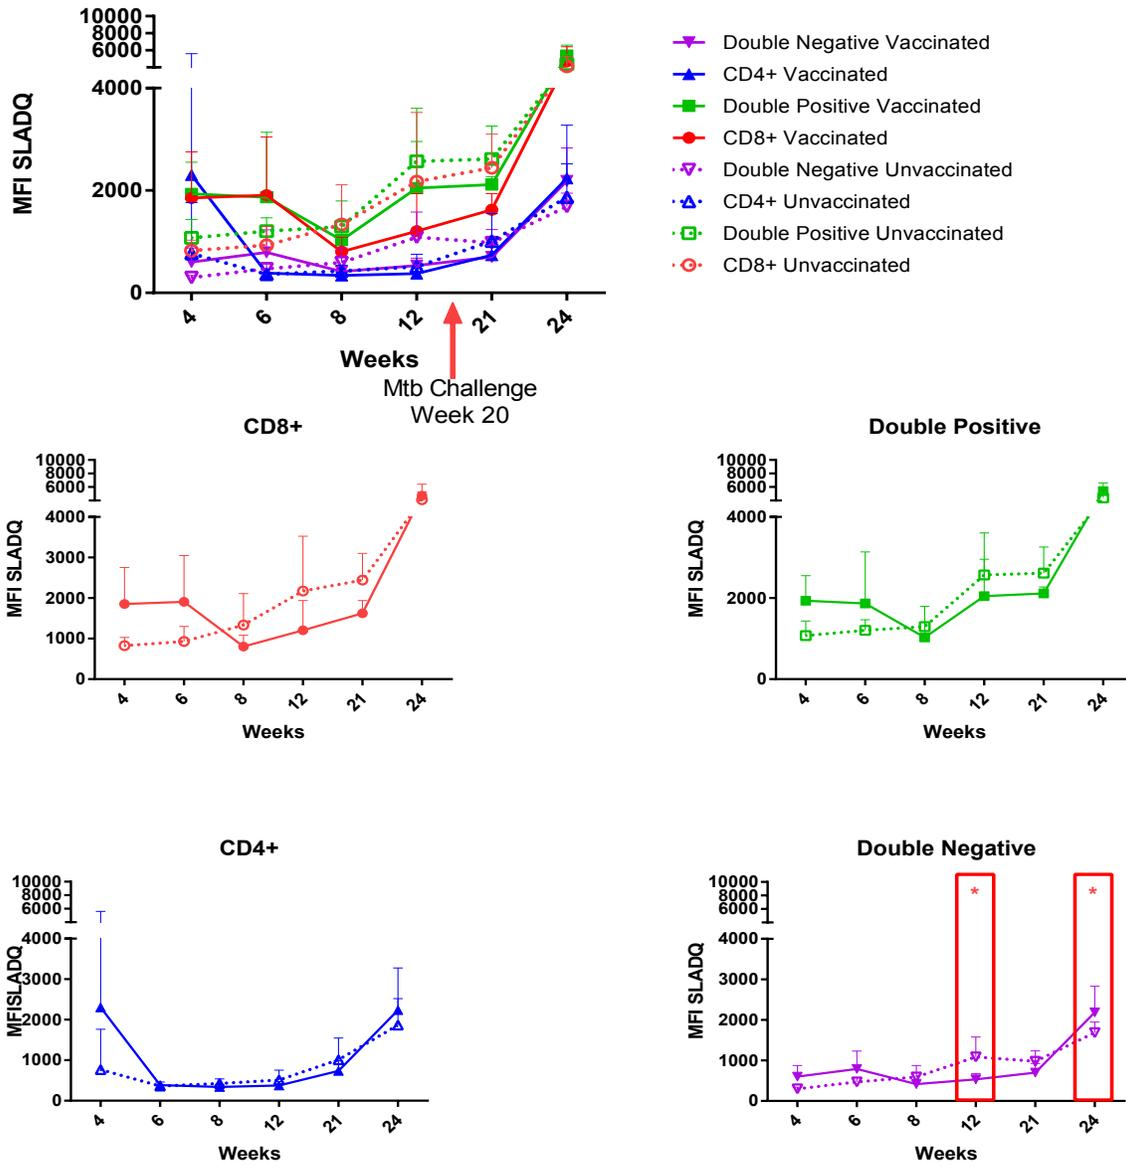 10000
8000
6000
4000
2000
0
MFI SLADQ
4
6
8
12
21
24
Weeks
Mtb Challenge
Week 20
Double Negative Vaccinated
CD4+ Vaccinated
Double Positive Vaccinated
CD8+ Vaccinated
Double Negative Unvaccinated
CD4+ Unvaccinated
Double Positive Unvaccinated
CD8+ Unvaccinated
CD8+
10000
8000
6000
4000
3000
2000
1000
0
MFI SLADQ
4
6
8
12
21
24
Weeks
Double Positive
10000
8000
6000
4000
2000
0
MFI SLADQ
4
6
8
12
21
24
Weeks
CD4+
10000
8000
6000
4000
3000
2000
1000
0
MFISLADQ
4
6
8
12
21
24
Weeks
Double Negative
10000
8000
6000
4000
3000
2000
1000
0
MFI SLADQ
*
*
4
6
8
12
21
24
Weeks